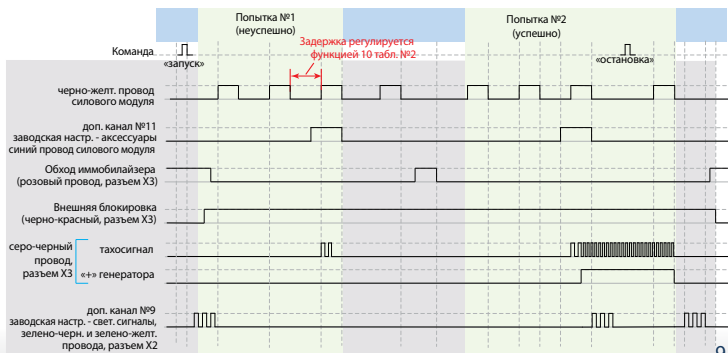 Попытка №1
(неуспешно)
Попытка №2
(успешно)
Задержка регулируется
функцией 10 табл. №2
Команда
«запуск»
«остановка»
черно-желт. провод
силового модуля
доп. канал №11
заводская настр. - аксессуары
синий провод силового модуля
Обход иммобилайзера
(розовый провод, разъем X3)
Внешняя блокировка
(черно-красный, разъем X3)
серо-черный
провод,
разъем X3
тахосигнал
«+» генератора
доп. канал №9
заводская настр. - свет. сигналы,
зелено-черн. и зелено-желт.
провода, разъем X2